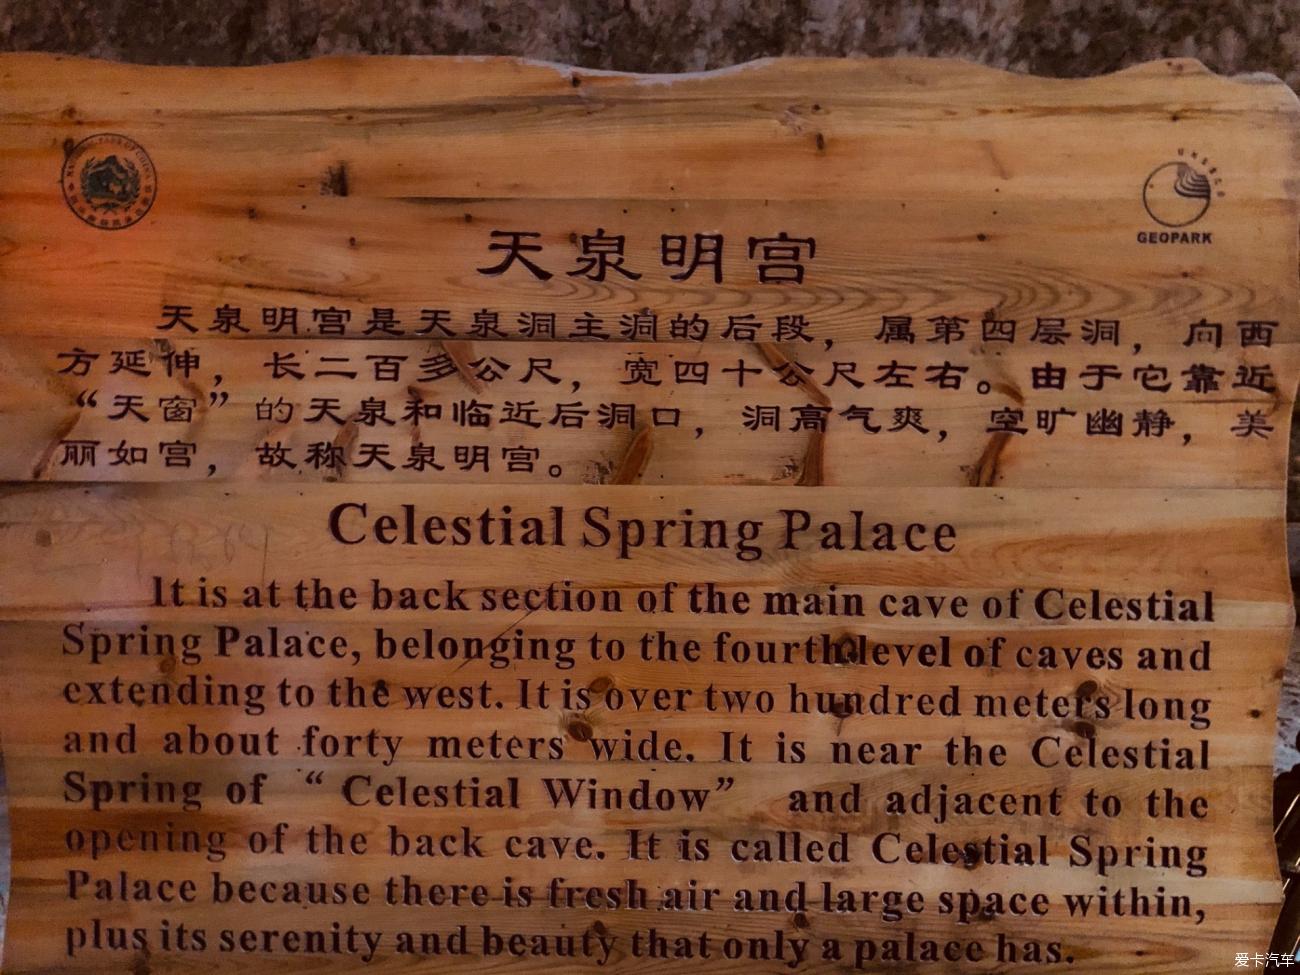 UNESCO
GEOPARK
天泉明宫
天泉明宫是天泉洞主洞的后段，属第四层洞，向西
方延伸，长二百多公尺，宽四十公尺左右。由于它靠近
“天窗”的天泉和临近后洞口，洞高气爽，空旷幽静，美
丽如宫，故称天泉明宫。
Celestial Spring Palace
It is at the back section of the main cave of Celestial
Spring Palace, belonging to the fourth level of caves and
extending to the west. It is over two hundred meters long
and about forty meters wide. It is near the Celestial
Spring of “Celestial Window” and adjacent to the
opening of the back cave. It is called Celestial Spring
Palace because there is fresh air and large space within,
plus its serenity and beauty that only a palace has.
爱卡汽车